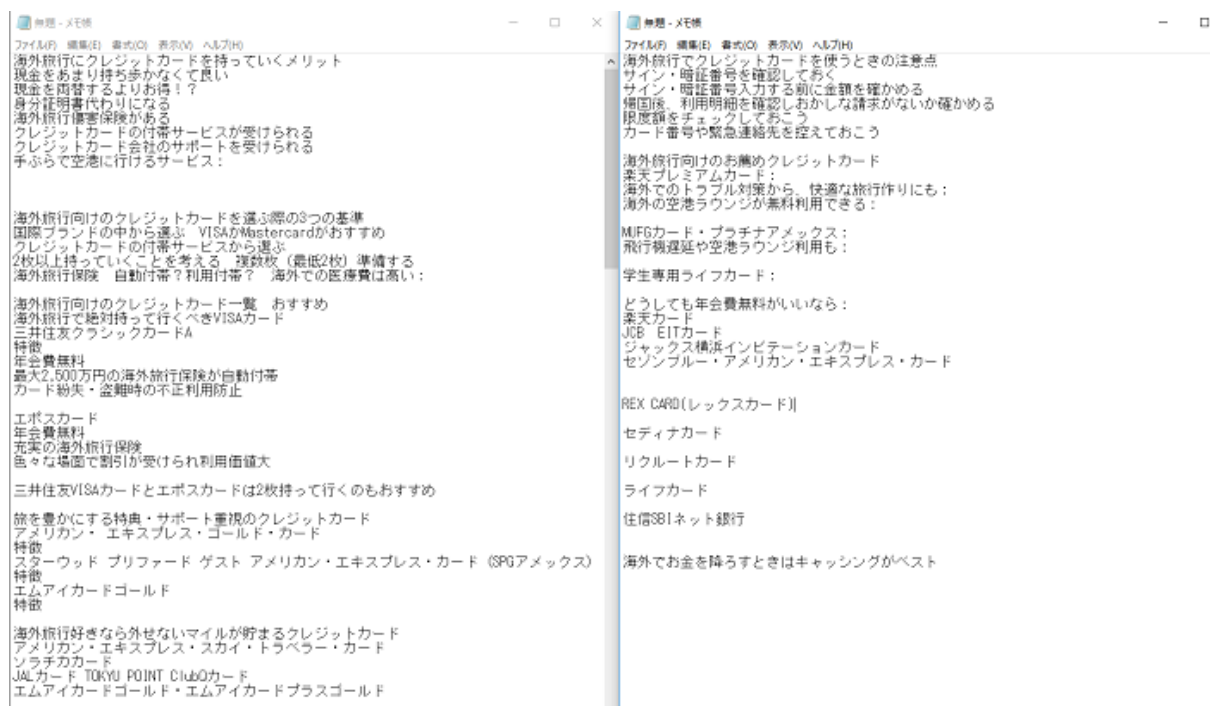 無題 - メモ帳
ファイル(F) 編集(E) 書式(O) 表示(V) ヘルプ(H)
海外旅行にクレジットカードを持っていくメリット
現金をあまり持ち歩かなくて良い
現金を両替するよりお得!?
身分証明書代わりになる
海外旅行傷害保険がある
クレジットカードの付帯サービスが受けられる
クレジットカード会社のサポートを受けられる
手ぶらで空港に行けるサービス:
海外旅行向けのクレジットカードを選ぶ際の3つの基準
国際ブランドの中から選ぶ VISAかMastercardがおすすめ
クレジットカードの付帯サービスから選ぶ
2枚以上持っていくことを考える 複数枚(最低2枚)準備する
海外旅行保険 自動付帯?利用付帯? 海外での医療費は高い:
海外旅行向けのクレジットカード一覧 おすすめ
海外旅行で絶対持って行くべきVISAカード
三井住友クラシックカードA
特徴
年会費無料
最大2,500万円の海外旅行保険が自動付帯
カード紛失・盗難時の不正利用防止
エポスカード
年会費無料
充実の海外旅行保険
色々な場面で割引が受けられ利用価値大
三井住友VISAカードとエポスカードは2枚持って行くのもおすすめ
旅を豊かにする特典・サポート重視のクレジットカード
アメリカン・ エキスプレス・ゴールド・カード
特徴
スターウッド プリファード ゲスト アメリカン・エキスプレス・カード (SPGアメックス)
特徴
エムアイカードゴールド
特徴
海外旅行好きなら外せないマイルが貯まるクレジットカード
アメリカン・エキスプレス・スカイ・トラベラー・カード
ソラチカカード
JALカード TOKYU POINT ClubQカード
エムアイカードゴールド・エムアイカードプラスゴールド
無題 - メモ帳
ファイル(F) 編集(E) 書式(O) 表示(V) ヘルプ(H)
海外旅行でクレジットカードを使うときの注意点
サイン・暗証番号を確認しておく
サイン・暗証番号入力する前に金額を確かめる
帰国後、利用明細を確認しおかしな請求がないか確かめる
限度額をチェックしておこう
カード番号や緊急連絡先を控えておこう
海外旅行向けのお薦めクレジットカード
楽天プレミアムカード:
海外でのトラブル対策から、快適な旅行作りにも:
海外の空港ラウンジが無料利用できる:
MUFGカード・プラチナアメックス:
飛行機遅延や空港ラウンジ利用も:
学生専用ライフカード:
どうしても年会費無料がいいなら:
楽天カード
JCB EITカード
ジャックス横浜インビテーションカード
セゾンブルー・アメリカン・エキスプレス・カード
REX CARD(レックスカード)
セディナカード
リクルートカード
ライフカード
住信SBIネット銀行
海外でお金を降ろすときはキャッシングがベスト